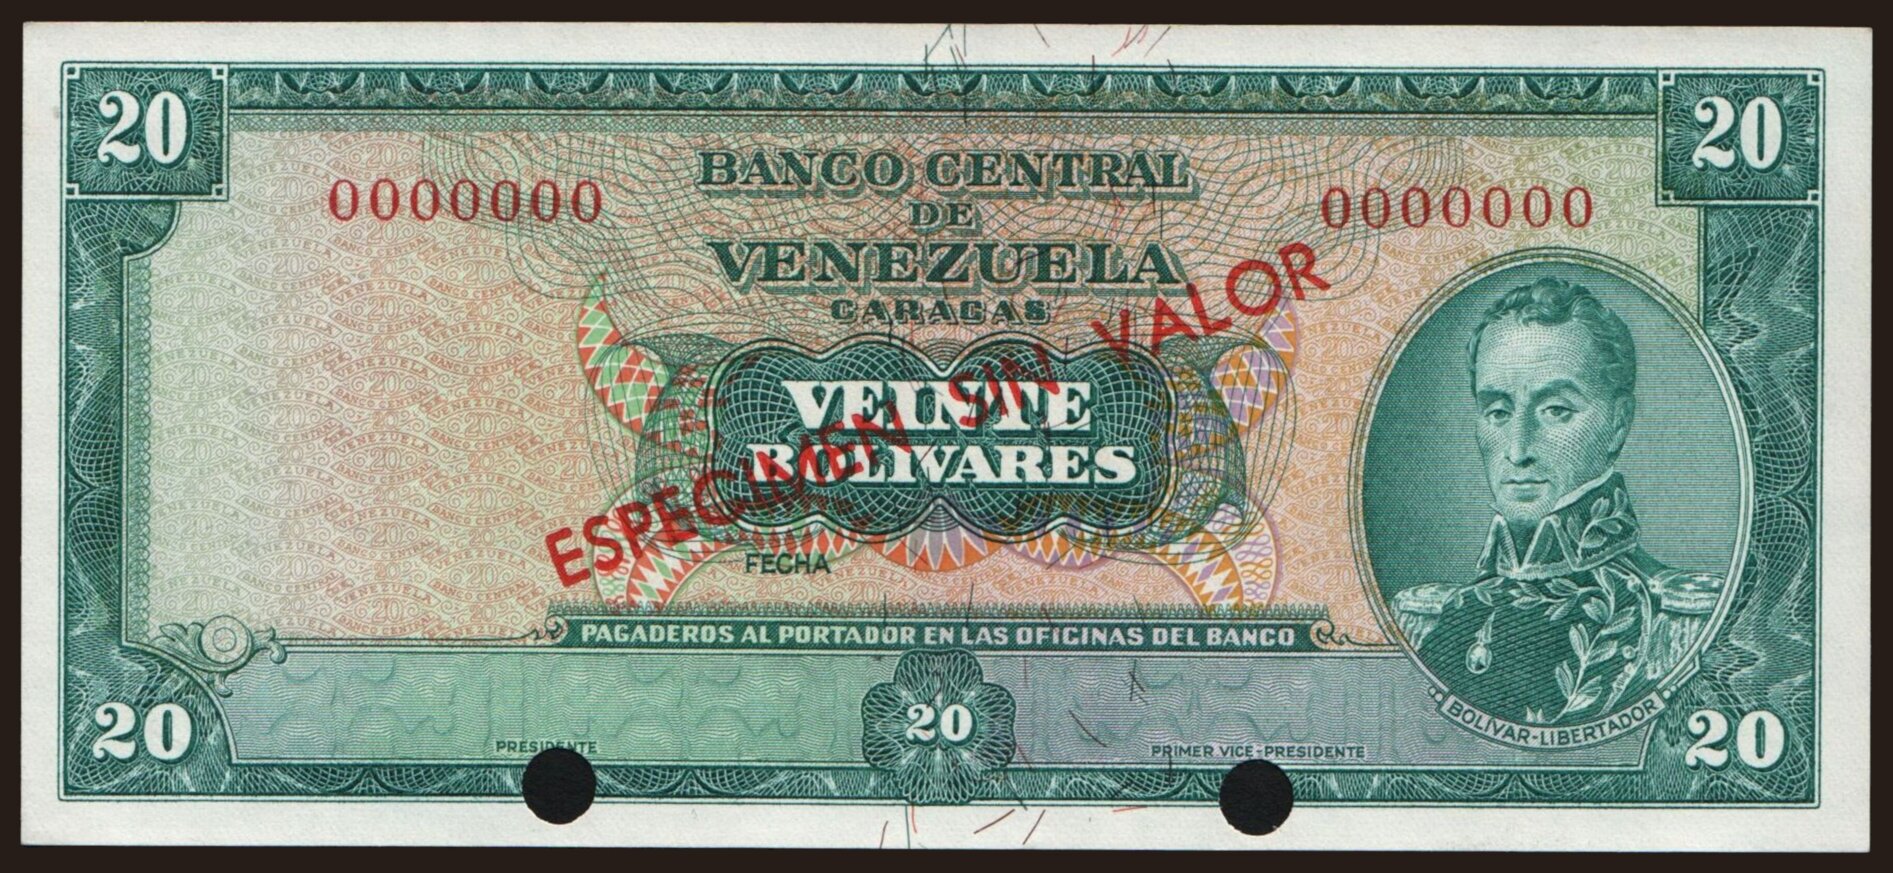 20
20
BANCO CENTRAL
0000000
0000000
DE
VENEZUELA
CARACAS
VEINTE
BOLIVARES
ESPECIMEN SIN VALOR
FECHA
PAGADEROS AL PORTADOR EN LAS OFICINAS DEL BANCO
BOLÍVAR-LIBERTADOR
20
20
20
PRESIDENTE
PRIMER VICE-PRESIDENTE